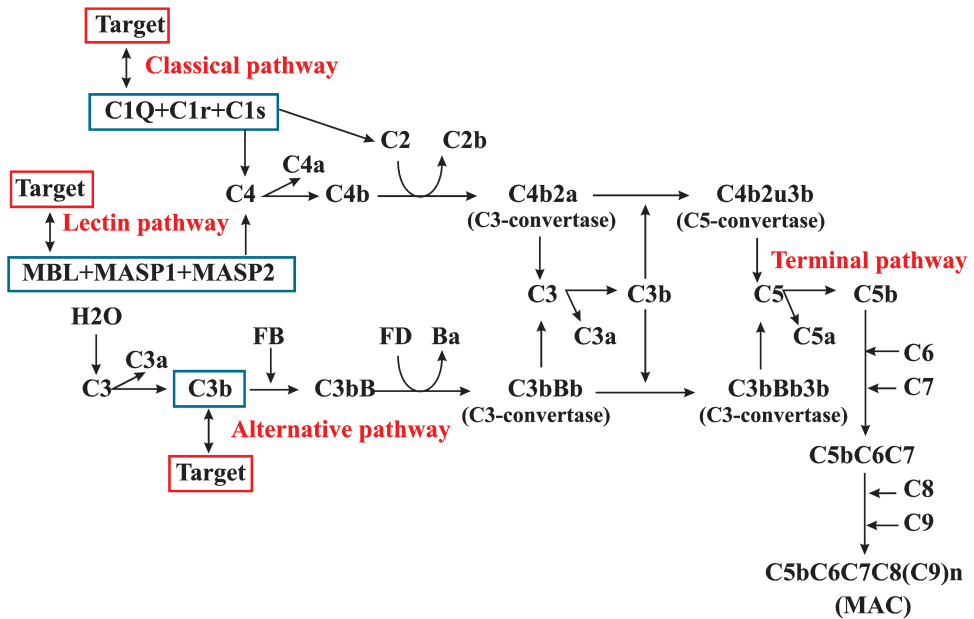 Target
Classical pathway
C1Q+C1r+C1s
C2
C2b
C4a
C4
C4b
C4b2a
(C3-convertase)
C4b2u3b
(C5-convertase)
Target
Lectin pathway
MBL+MASP1+MASP2
Terminal pathway
C3
C3b
C3a
C5
C5b
C5a
H2O
FB
FD
Ba
C3a
C3
C3b
C3bB
C3bBb
(C3-convertase)
C3bBb3b
(C3-convertase)
C6
C7
Alternative pathway
Target
C5bC6C7
C8
C9
C5bC6C7C8(C9)n
(MAC)